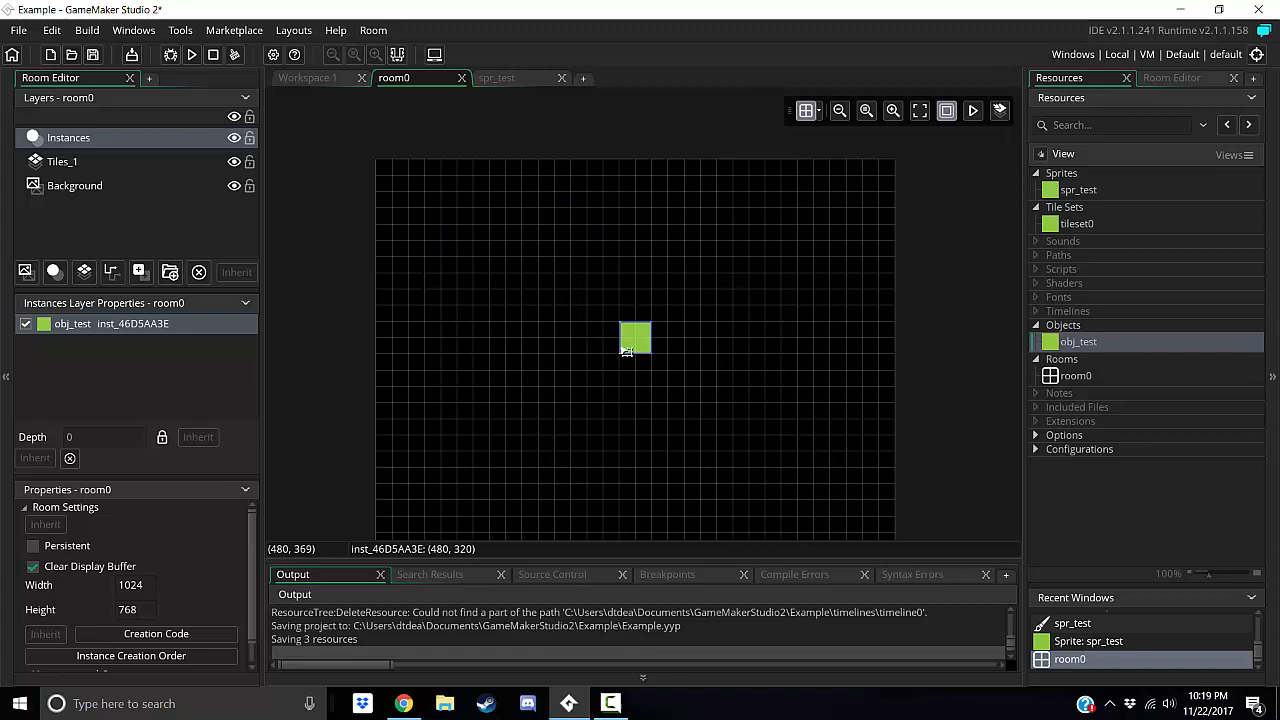 Example - GameMaker Studio 2*
File Edit Build Windows Tools Marketplace Layouts Help Room
IDE v2.1.1.241 Runtime v2.1.1.158
Windows | Local | VM | Default | default
Room Editor
Workspace 1
room0
spr_test
Resources
Room Editor
Layers - room0
Instances
Tiles_1
Background
Inherit
Instances Layer Properties - room0
obj_test inst_46D5AA3E
Depth 0
Inherit
Inherit
Properties - room0
Room Settings
Inherit
Persistent
Clear Display Buffer
Width 1024
Height 768
Inherit
Creation Code
Instance Creation Order
(480, 369) inst_46D5AA3E: (480, 320)
Output
Search Results
Source Control
Breakpoints
Compile Errors
Syntax Errors
Output
ResourceTree:DeleteResource: Could not find a part of the path 'C:\Users\dtdea\Documents\GameMakerStudio2\Example\timelines\timeline0'.
Saving project to: C:\Users\dtdea\Documents\GameMakerStudio2\Example\Example.yyp
Saving 3 resources
Resources
Search...
View
Views
Sprites
spr_test
Tile Sets
tileset0
Sounds
Paths
Scripts
Shaders
Fonts
Timelines
Objects
obj_test
Rooms
room0
Notes
Included Files
Extensions
Options
Configurations
100%
Recent Windows
spr_test
Sprite: spr_test
room0
Type here to search
10:19 PM
11/22/2017